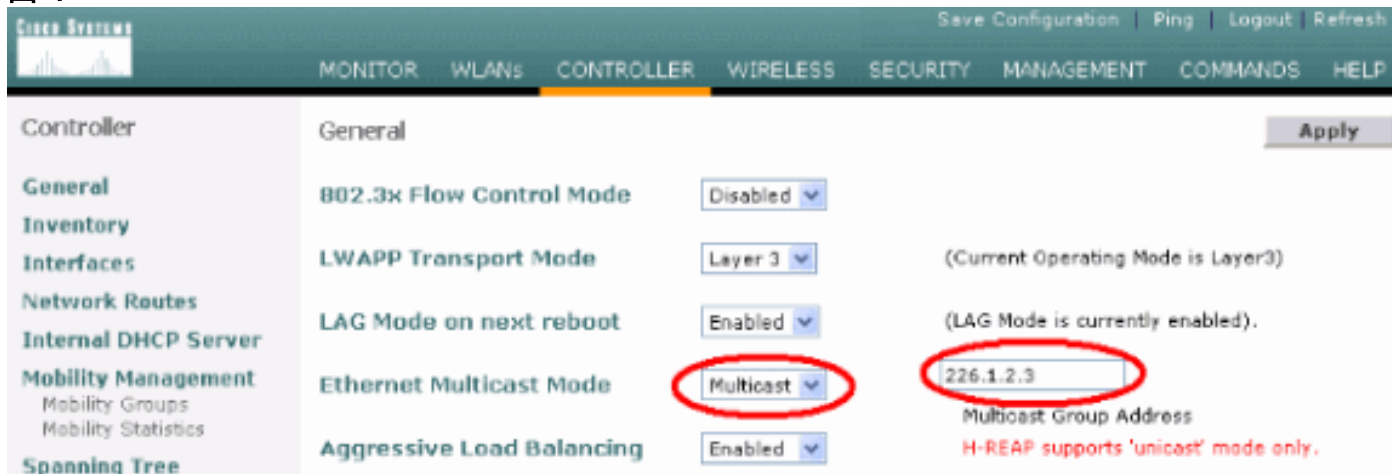 Cisco Systems
Save Configuration | Ping | Logout | Refresh
MONITOR WLANs CONTROLLER WIRELESS SECURITY MANAGEMENT COMMANDS HELP
Controller
General
Inventory
Interfaces
Network Routes
Internal DHCP Server
Mobility Management
Mobility Groups
Mobility Statistics
Spanning Tree
General
Apply
802.3x Flow Control Mode Disabled
LWAPP Transport Mode Layer 3 (Current Operating Mode is Layer3)
LAG Mode on next reboot Enabled (LAG Mode is currently enabled).
Ethernet Multicast Mode Multicast 226.1.2.3
Multicast Group Address
Aggressive Load Balancing Enabled H-REAP supports 'unicast' mode only.